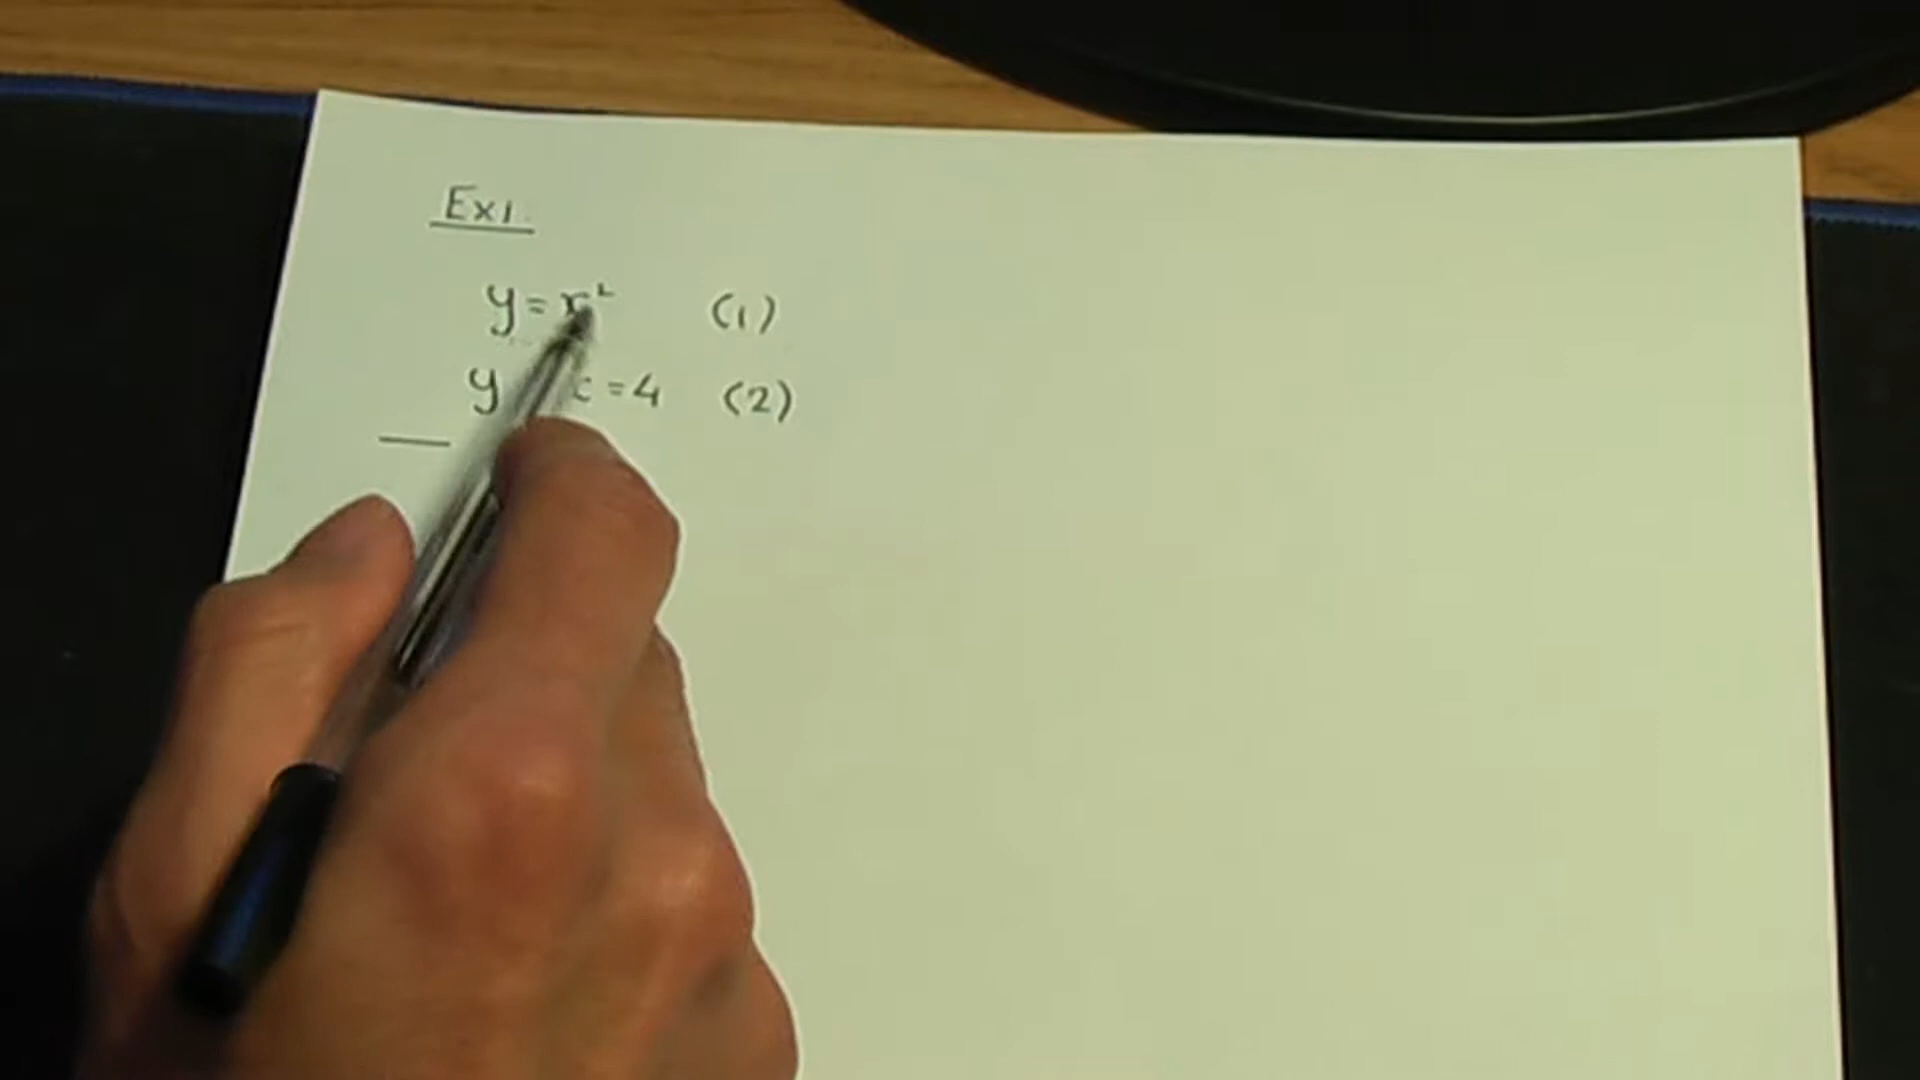 Ex1.
y = x² (1)
y = 4 (2)